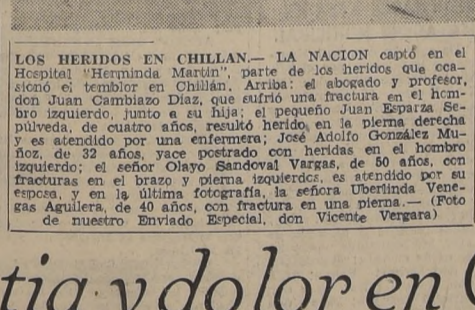 LOS HERIDOS EN CHILLAN.— LA NACION captó en el
Hospital "Herminda Martin", parte de los heridos que oca-
sionó el temblor en Chillán. Arriba: el abogado y profesor,
don Juan Cambiazo Díaz, que sufrió una fractura en el hom-
bro izquierdo, junto a su hija; el pequeño Juan Esparza Se-
púlveda, de cuatro años, resultó herido en la pierna derecha
y es atendido por una enfermera; José Adolfo González Mu-
ñoz, de 32 años, yace postrado con heridas en el hombro
izquierdo; el señor Olayo Sandoval Vargas, de 50 años, con
fracturas en el brazo y pierna izquierdos, es atendido por su
esposa, y en la última fotografía, la señora Uberlinda Vene-
gas Aguilera, de 40 años, con fractura en una pierna.— (Foto
de nuestro Enviado Especial, don Vicente Vergara)
tia y dolor en